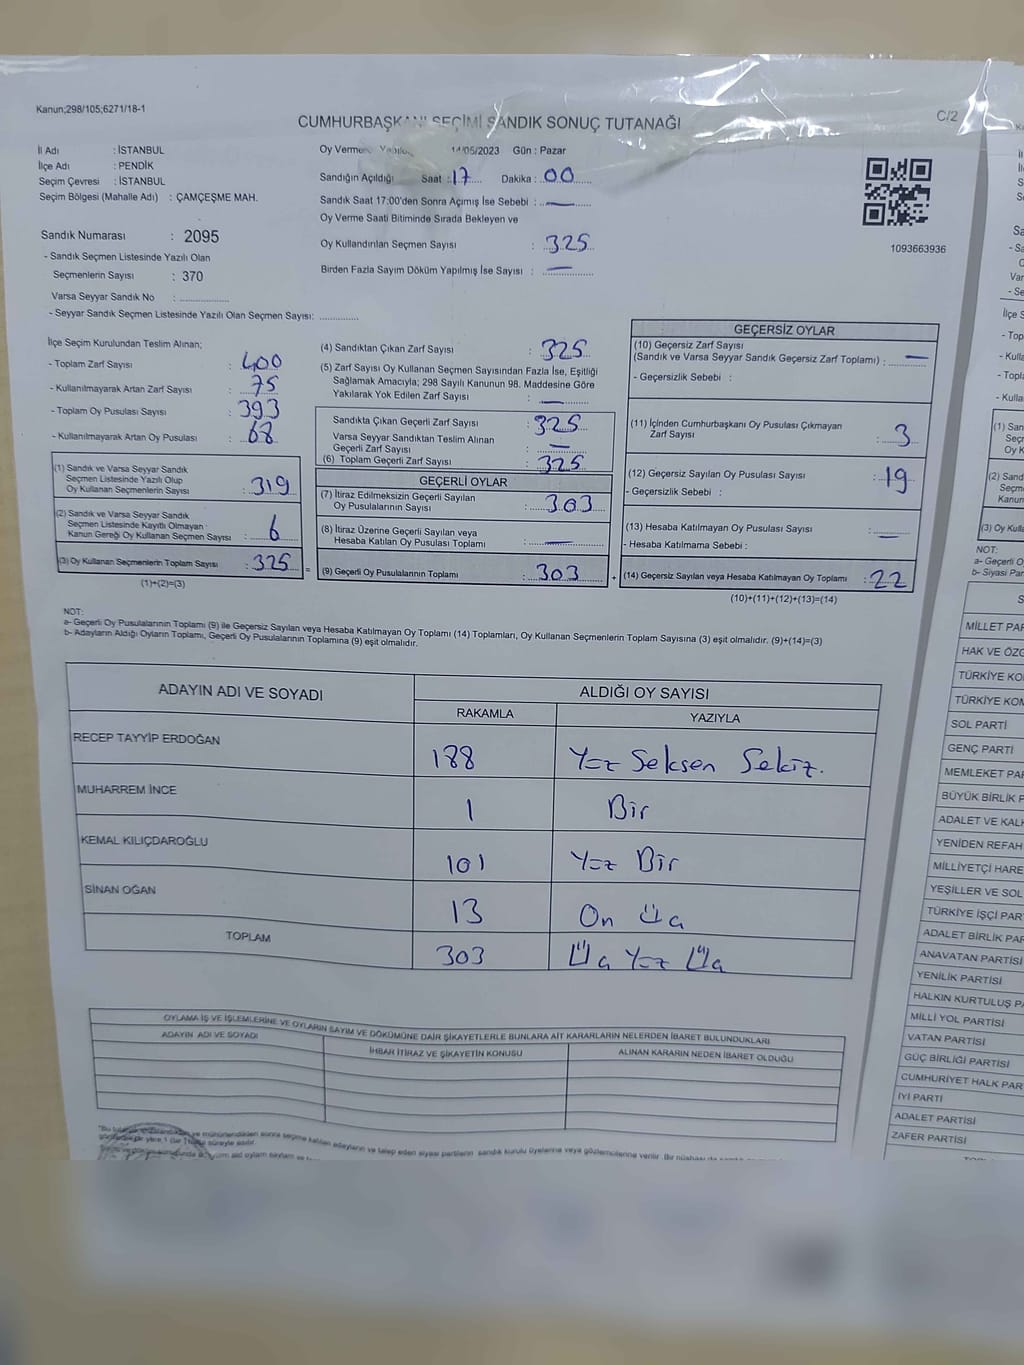 Kanun;298/105;6271/18-1
CUMHURBAŞKANI SEÇİMİ SANDIK SONUÇ TUTANAĞI
C/2
İl Adı : İSTANBUL
İlçe Adı : PENDİK
Seçim Çevresi : İSTANBUL
Seçim Bölgesi (Mahalle Adı) : ÇAMÇEŞME MAH.
Sandık Numarası : 2095
- Sandık Seçmen Listesinde Yazılı Olan
Seçmenlerin Sayısı : 370
Varsa Seyyar Sandık No :
- Seyyar Sandık Seçmen Listesinde Yazılı Olan Seçmen Sayısı:
Oy Verme 14/05/2023 Gün : Pazar
Sandığın Açıldığı Saat : 17 Dakika : 00
Sandık Saat 17:00'den Sonra Açımış İse Sebebi : —
Oy Verme Saati Bitiminde Sırada Bekleyen ve
Oy Kullandırılan Seçmen Sayısı : 325
Birden Fazla Sayım Döküm Yapılmış İse Sayısı : —
1093663936
İlçe Seçim Kurulundan Teslim Alınan;
- Toplam Zarf Sayısı : 400
- Kullanılmayarak Artan Zarf Sayısı : 75
- Toplam Oy Pusulası Sayısı : 393
- Kullanılmayarak Artan Oy Pusulası : 68
(1) Sandık ve Varsa Seyyar Sandık
Seçmen Listesinde Yazılı Olup
Oy Kullanan Seçmenlerin Sayısı : 319
(2) Sandık ve Varsa Seyyar Sandık
Seçmen Listesinde Kayıtlı Olmayan
Kanun Gereği Oy Kullanan Seçmen Sayısı : 6
(3) Oy Kullanan Seçmenlerin Toplam Sayısı : 325
(1)+(2)=(3)
(4) Sandıktan Çıkan Zarf Sayısı : 325
(5) Zarf Sayısı Oy Kullanan Seçmen Sayısından Fazla İse, Eşitliği
Sağlamak Amacıyla; 298 Sayılı Kanunun 98. Maddesine Göre
Yakılarak Yok Edilen Zarf Sayısı : —
Sandıkta Çıkan Geçerli Zarf Sayısı : 325
Varsa Seyyar Sandıktan Teslim Alınan
Geçerli Zarf Sayısı : —
(6) Toplam Geçerli Zarf Sayısı : 325
GEÇERLİ OYLAR
(7) İtiraz Edilmeksizin Geçerli Sayılan
Oy Pusulalarının Sayısı : 303
(8) İtiraz Üzerine Geçerli Sayılan veya
Hesaba Katılan Oy Pusulası Toplamı : —
= (9) Geçerli Oy Pusulalarının Toplamı : 303
GEÇERSİZ OYLAR
(10) Geçersiz Zarf Sayısı
(Sandık ve Varsa Seyyar Sandık Geçersiz Zarf Toplamı) : —
- Geçersizlik Sebebi :
(11) İçinden Cumhurbaşkanı Oy Pusulası Çıkmayan
Zarf Sayısı : 3
(12) Geçersiz Sayılan Oy Pusulası Sayısı : 19
- Geçersizlik Sebebi :
(13) Hesaba Katılmayan Oy Pusulası Sayısı : —
- Hesaba Katılmama Sebebi :
+ (14) Geçersiz Sayılan veya Hesaba Katılmayan Oy Toplamı : 22
(10)+(11)+(12)+(13)=(14)
NOT:
a- Geçerli Oy Pusulalarının Toplamı (9) ile Geçersiz Sayılan veya Hesaba Katılmayan Oy Toplamı (14) Toplamları, Oy Kullanan Seçmenlerin Toplam Sayısına (3) eşit olmalıdır. (9)+(14)=(3)
b- Adayların Aldığı Oyların Toplamı, Geçerli Oy Pusulalarının Toplamına (9) eşit olmalıdır.
ADAYIN ADI VE SOYADI ALDIĞI OY SAYISI
RAKAMLA YAZIYLA
RECEP TAYYİP ERDOĞAN 188 Yüz Seksen Sekiz.
MUHARREM İNCE 1 Bir
KEMAL KILIÇDAROĞLU 101 Yüz Bir
SİNAN OĞAN 13 On Üç
TOPLAM 303 Üç Yüz Üç
OYLAMA İŞ VE İŞLEMLERİNE VE OYLARIN SAYIM VE DÖKÜMÜNE DAİR ŞİKAYETLERLE BUNLARA AİT KARARLARIN NELERDEN İBARET BULUNDUKLARI
ADAYIN ADI VE SOYADI İHBAR İTİRAZ VE ŞİKAYETİN KONUSU ALINAN KARARIN NEDEN İBARET OLDUĞU
NOT:
a- Geçerli O
b- Siyasi Par
MİLLET PAR
HAK VE ÖZG
TÜRKİYE KO
TÜRKİYE KOM
SOL PARTİ
GENÇ PARTİ
MEMLEKET PAR
BÜYÜK BİRLİK P
ADALET VE KALK
YENİDEN REFAH
MİLLİYETÇİ HARE
YEŞİLLER VE SOL
TÜRKİYE İŞÇİ PART
ADALET BİRLİK PAR
ANAVATAN PARTİSİ
YENİLİK PARTİSİ
HALKIN KURTULUŞ PA
MİLLİ YOL PARTİSİ
VATAN PARTİSİ
GÜÇ BİRLİĞİ PARTİSİ
CUMHURİYET HALK PAR
İYİ PARTİ
ADALET PARTİSİ
ZAFER PARTİSİ